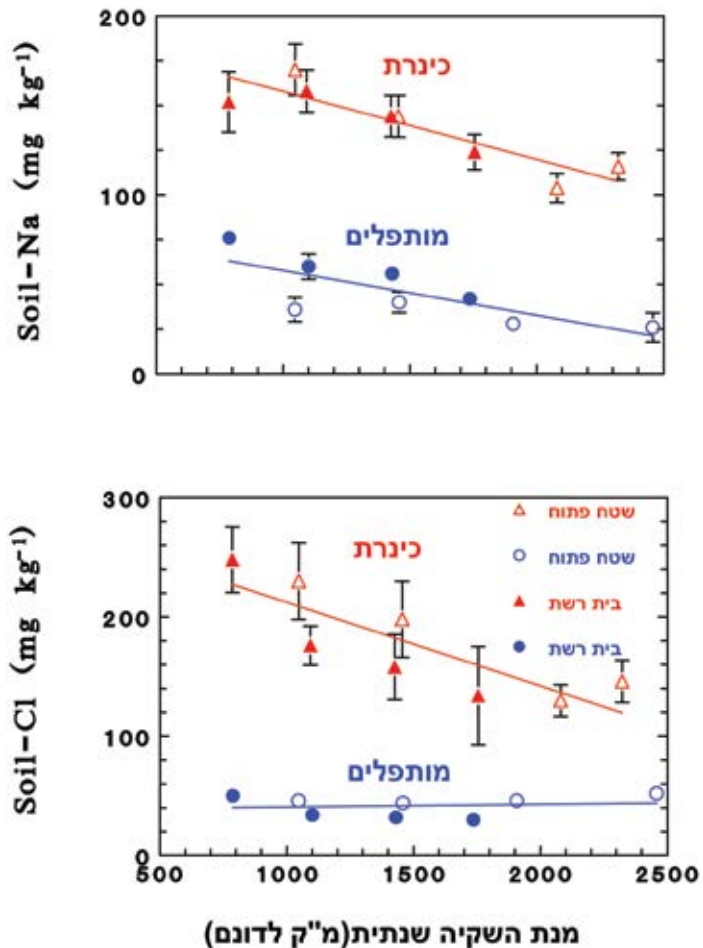 200
כינרת
100
מותפלים
0
Soil-Na (mg kg⁻¹)
300
שטח פתוח
כינרת
שטח פתוח
200
בית רשת
בית רשת
100
מותפלים
0
Soil-Cl (mg kg⁻¹)
500 1000 1500 2000 2500
מנת השקיה שנתית(מ"ק לדונם)